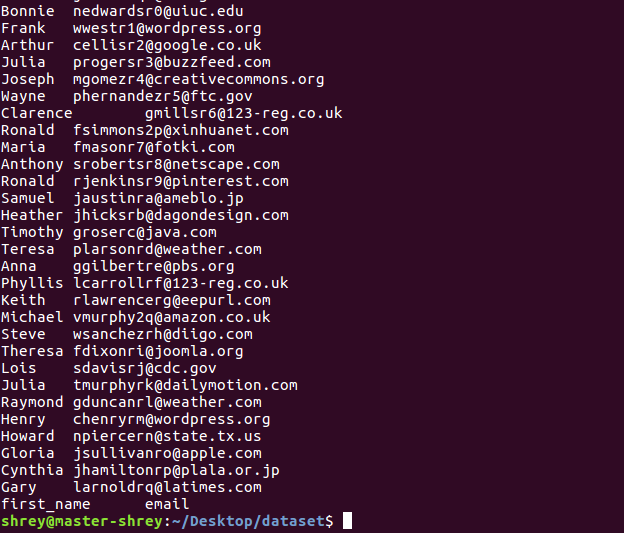 Bonnie nedwardsr0@uiuc.edu
Frank wwestr1@wordpress.org
Arthur cellisr2@google.co.uk
Julia progersr3@buzzfeed.com
Joseph mgomezr4@creativecommons.org
Wayne phernandezr5@ftc.gov
Clarence gmillsr6@123-reg.co.uk
Ronald fsimmons2p@xinhuanet.com
Maria fmasonr7@fotki.com
Anthony srobertsr8@netscape.com
Ronald rjenkinsr9@pinterest.com
Samuel jaustinra@ameblo.jp
Heather jhicksrb@dagondesign.com
Timothy groserc@java.com
Teresa plarsonrd@weather.com
Anna ggilbertre@pbs.org
Phyllis lcarrollrf@123-reg.co.uk
Keith rlawrencerg@eepurl.com
Michael vmurphy2q@amazon.co.uk
Steve wsanchezrh@diigo.com
Theresa fdixonri@joomla.org
Lois sdavisrj@cdc.gov
Julia tmurphyrk@dailymotion.com
Raymond gduncanrl@weather.com
Henry chenryrm@wordpress.org
Howard npiercern@state.tx.us
Gloria jsullivanro@apple.com
Cynthia jhamiltonrp@plala.or.jp
Gary larnoldrq@latimes.com
first_name email
shrey@master-shrey:~/Desktop/dataset$